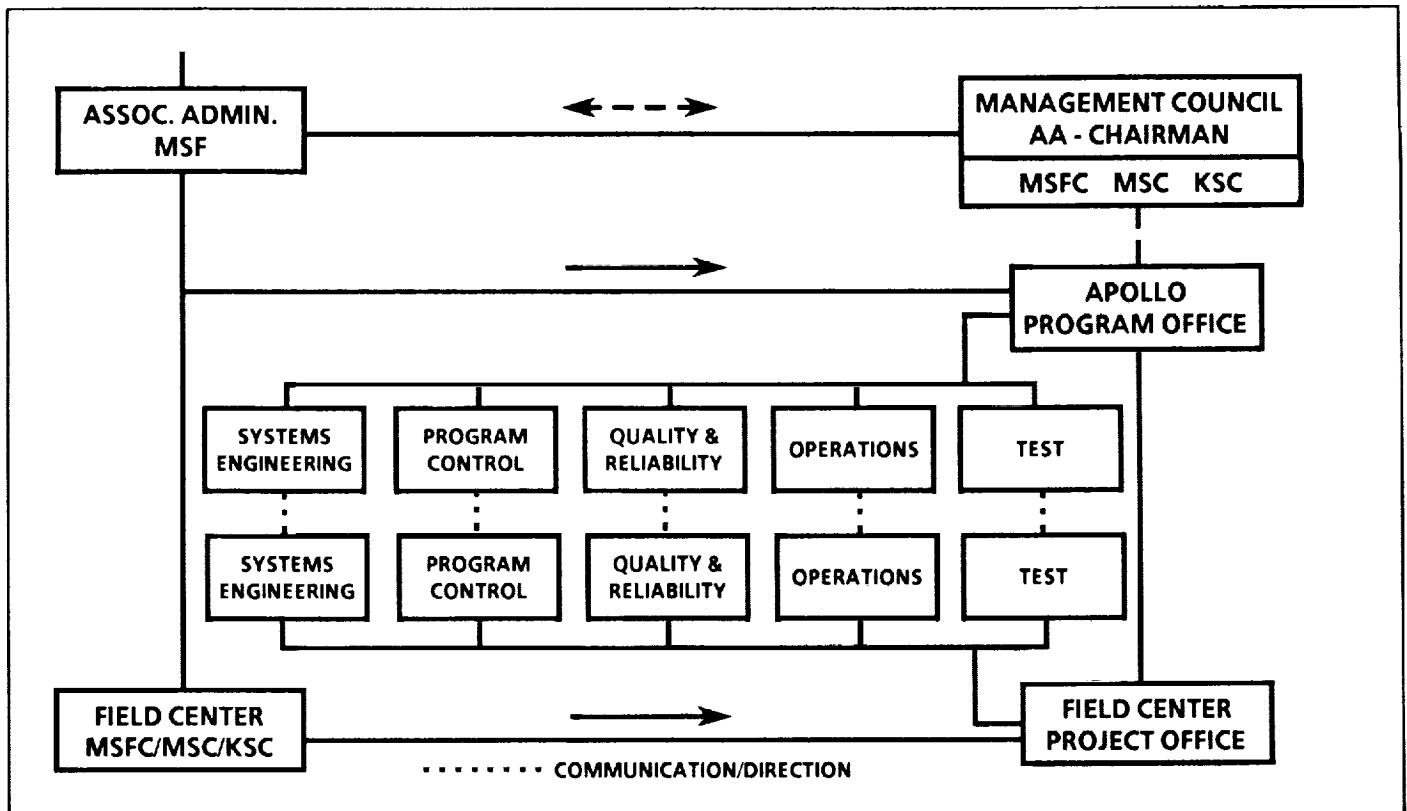 ASSOC. ADMIN.
MSF
MANAGEMENT COUNCIL
AA - CHAIRMAN
MSFC MSC KSC
APOLLO
PROGRAM OFFICE
SYSTEMS
ENGINEERING
PROGRAM
CONTROL
QUALITY &
RELIABILITY
OPERATIONS
TEST
SYSTEMS
ENGINEERING
PROGRAM
CONTROL
QUALITY &
RELIABILITY
OPERATIONS
TEST
FIELD CENTER
MSFC/MSC/KSC
FIELD CENTER
PROJECT OFFICE
COMMUNICATION/DIRECTION